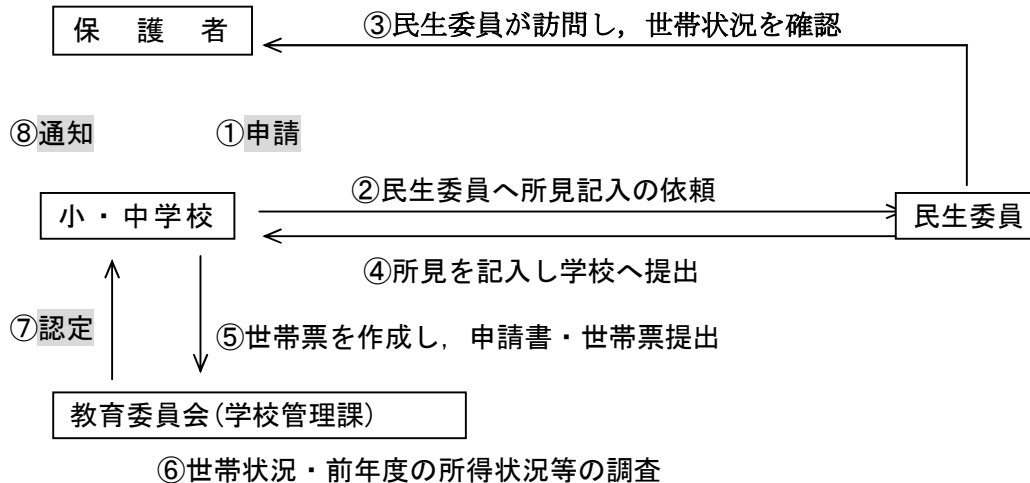 保　護　者
③民生委員が訪問し，世帯状況を確認
⑧通知
①申請
②民生委員へ所見記入の依頼
小・中学校
民生委員
④所見を記入し学校へ提出
⑦認定
⑤世帯票を作成し，申請書・世帯票提出
教育委員会(学校管理課)
⑥世帯状況・前年度の所得状況等の調査